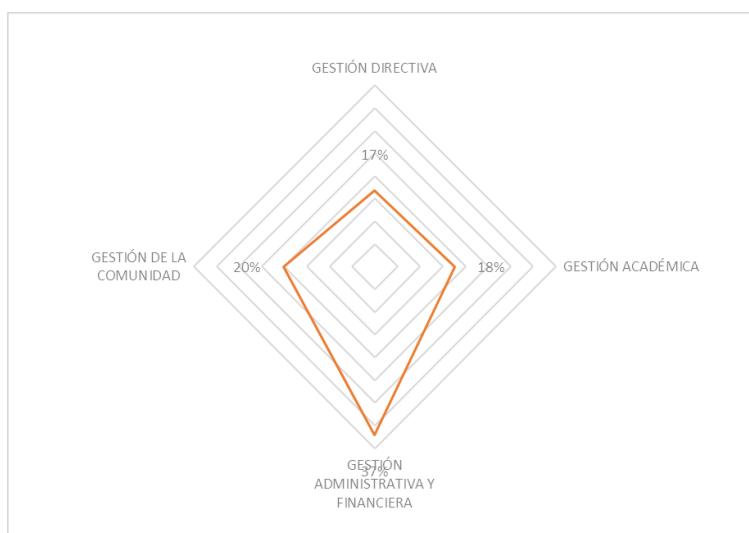 GESTIÓN DIRECTIVA
17%
GESTIÓN DE LA
COMUNIDAD
20%
18%
GESTIÓN ACADÉMICA
GESTIÓN
37%
ADMINISTRATIVA Y
FINANCIERA